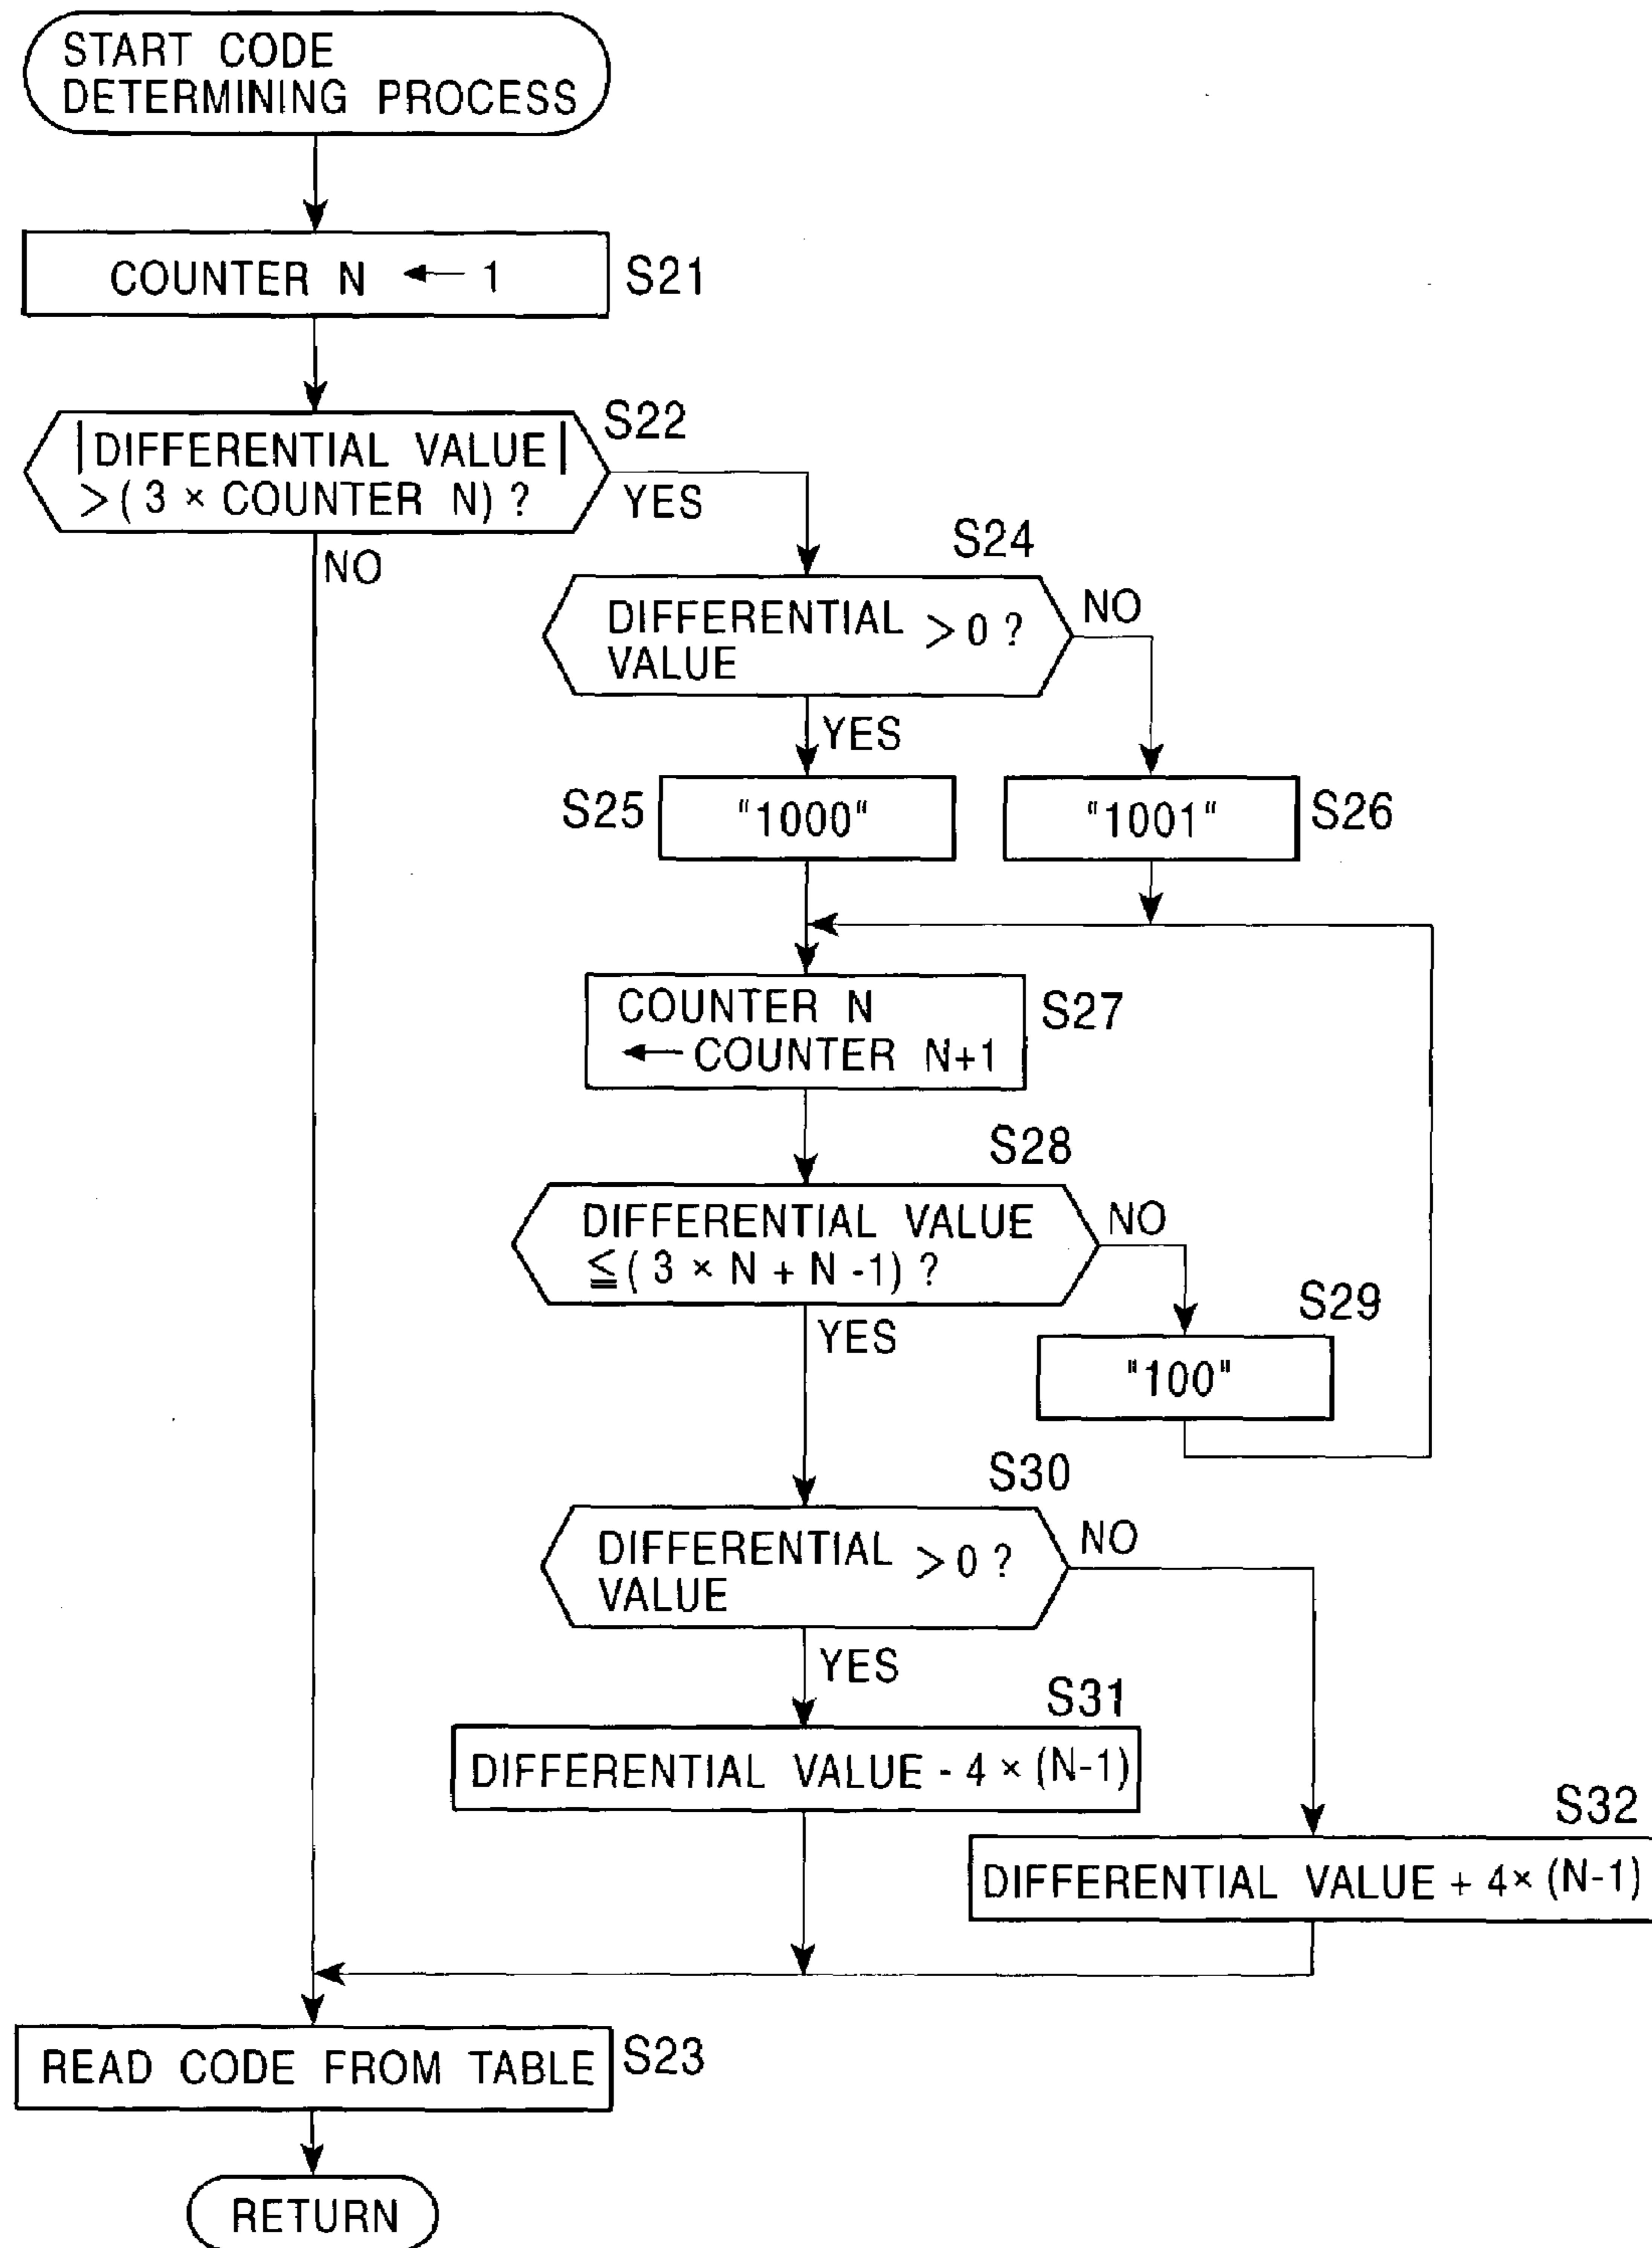 START CODE
DETERMINING PROCESS
COUNTER N ← 1
S21
|DIFFERENTIAL VALUE|
> ( 3 × COUNTER N) ?
S22
YES
NO
S24
DIFFERENTIAL
VALUE
> 0 ?
NO
YES
S25
"1000"
"1001"
S26
COUNTER N
← COUNTER N+1
S27
S28
DIFFERENTIAL VALUE
≦ ( 3 × N + N -1) ?
NO
YES
S29
"100"
S30
DIFFERENTIAL
VALUE
> 0 ?
NO
YES
S31
DIFFERENTIAL VALUE - 4 × (N-1)
S32
DIFFERENTIAL VALUE + 4× (N-1)
READ CODE FROM TABLE
S23
RETURN